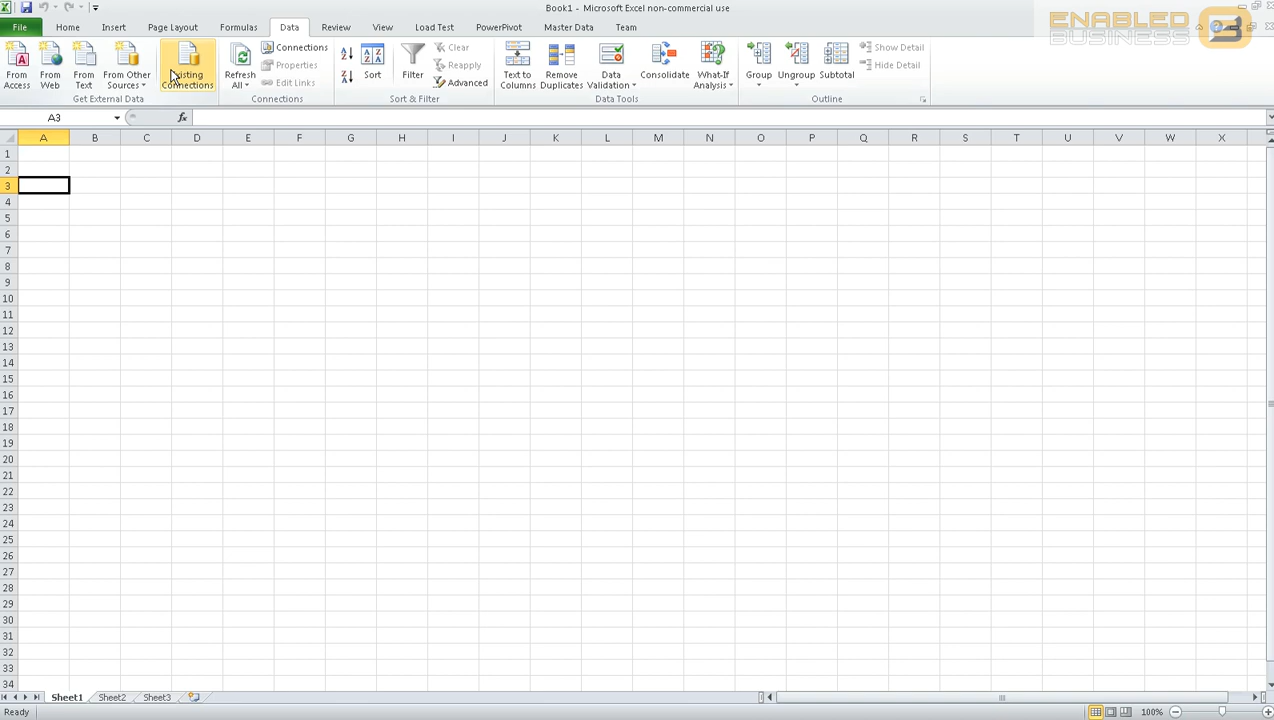 Book1 - Microsoft Excel non-commercial use
ENABLED
BUSINESS
File Home Insert Page Layout Formulas Data Review View Load Test PowerPivot Master Data Team
From Access
From Web
From Text
From Other Sources
Existing Connections
Get External Data
Refresh All
Connections
Properties
Edit Links
Connections
Sort
Filter
Clear
Reapply
Advanced
Sort & Filter
Text to Columns
Remove Duplicates
Data Validation
Consolidate
What-If Analysis
Data Tools
Group
Ungroup
Subtotal
Show Detail
Hide Detail
Outline
A3 fx
A B C D E F G H I J K L M N O P Q R S T U V W X
1
2
3
4
5
6
7
8
9
10
11
12
13
14
15
16
17
18
19
20
21
22
23
24
25
26
27
28
29
30
31
32
33
34
Sheet1 Sheet2 Sheet3
Ready 100%